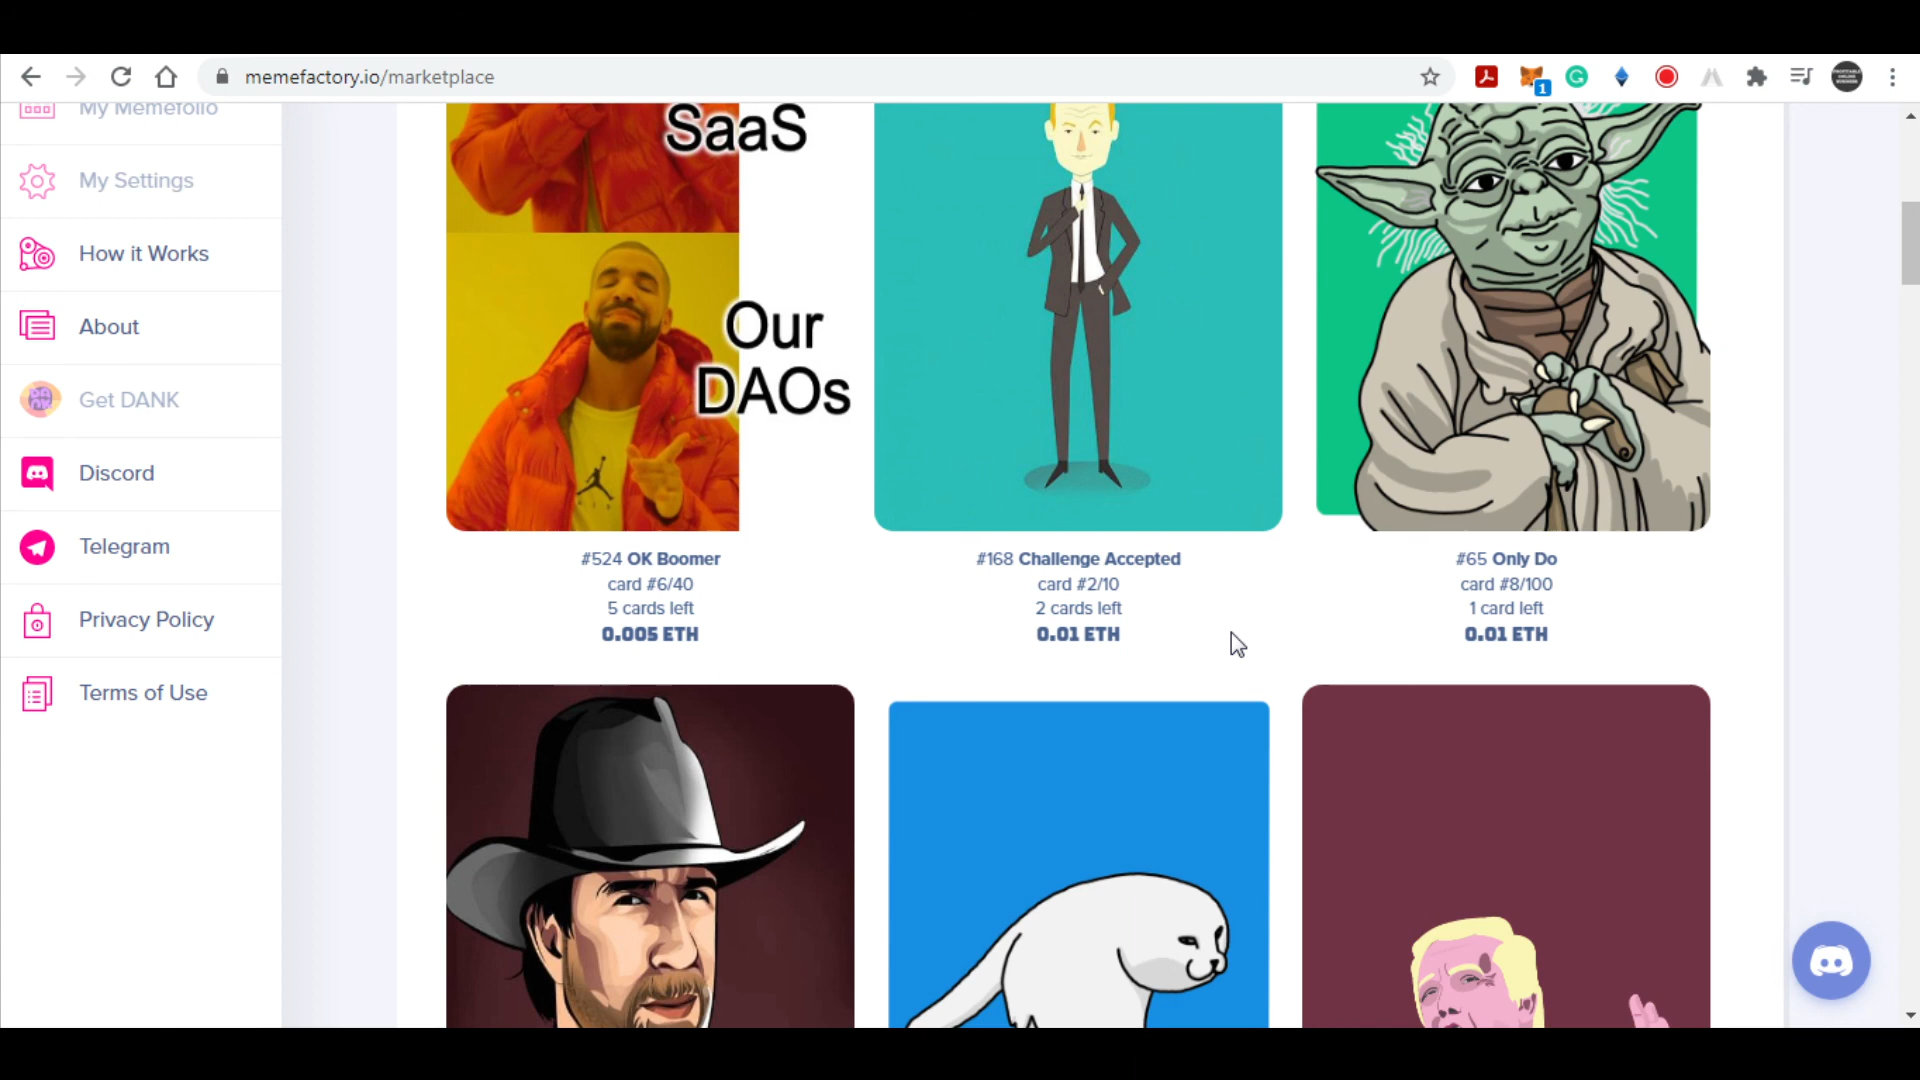 memefactory.io/marketplace
1
My Memefolio
My Settings
How it Works
About
Get DANK
Discord
Telegram
Privacy Policy
Terms of Use
SaaS
Our
DAOs
#524 OK Boomer
card #6/40
5 cards left
0.005 ETH
#168 Challenge Accepted
card #2/10
2 cards left
0.01 ETH
#65 Only Do
card #8/100
1 card left
0.01 ETH